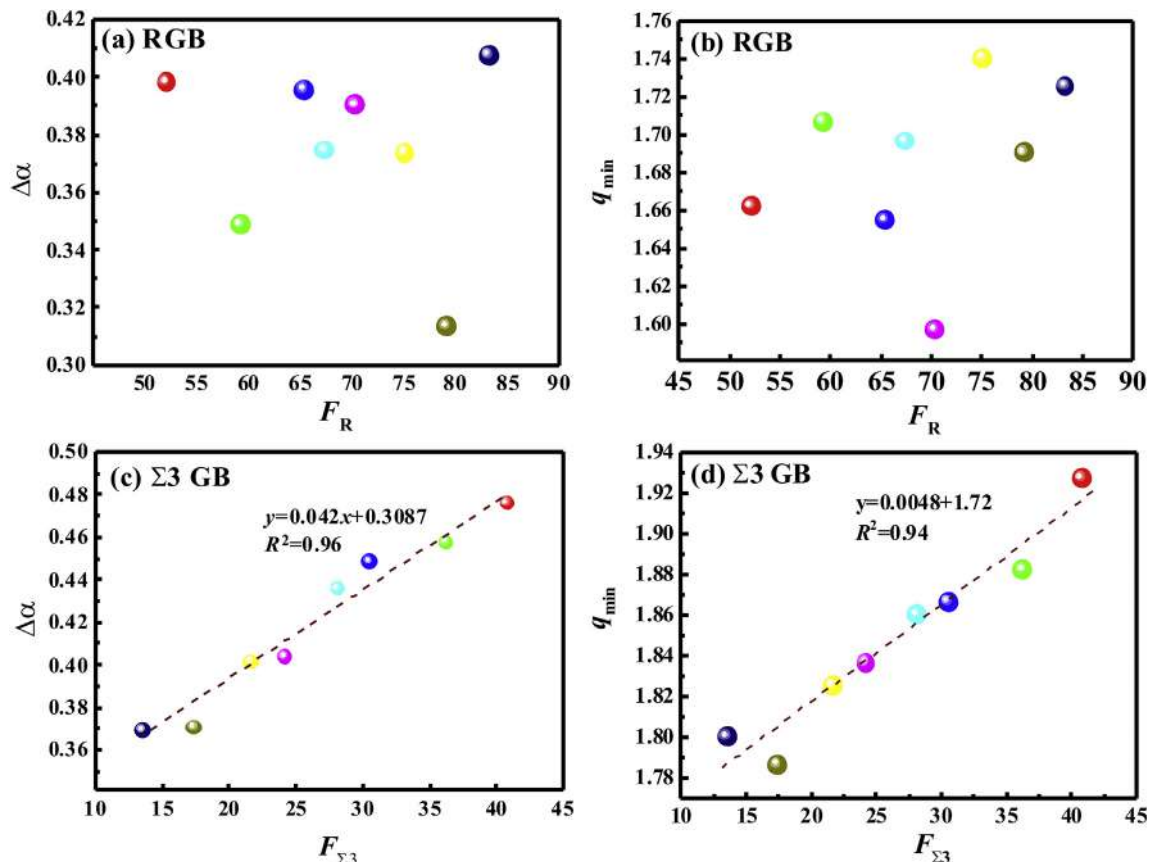 (a) RGB
0.42
0.40
0.38
0.36
0.34
0.32
0.30
Δα
50 55 60 65 70 75 80 85 90
F_R
(b) RGB
1.76
1.74
1.72
1.70
1.68
1.66
1.64
1.62
1.60
q_min
45 50 55 60 65 70 75 80 85 90
F_R
(c) Σ3 GB
0.50
0.48
0.46
0.44
0.42
0.40
0.38
0.36
Δα
y=0.042x+0.3087
R²=0.96
10 15 20 25 30 35 40 45
F_Σ3
(d) Σ3 GB
1.94
1.92
1.90
1.88
1.86
1.84
1.82
1.80
1.78
q_min
y=0.0048+1.72
R²=0.94
10 15 20 25 30 35 40 45
F_Σ3